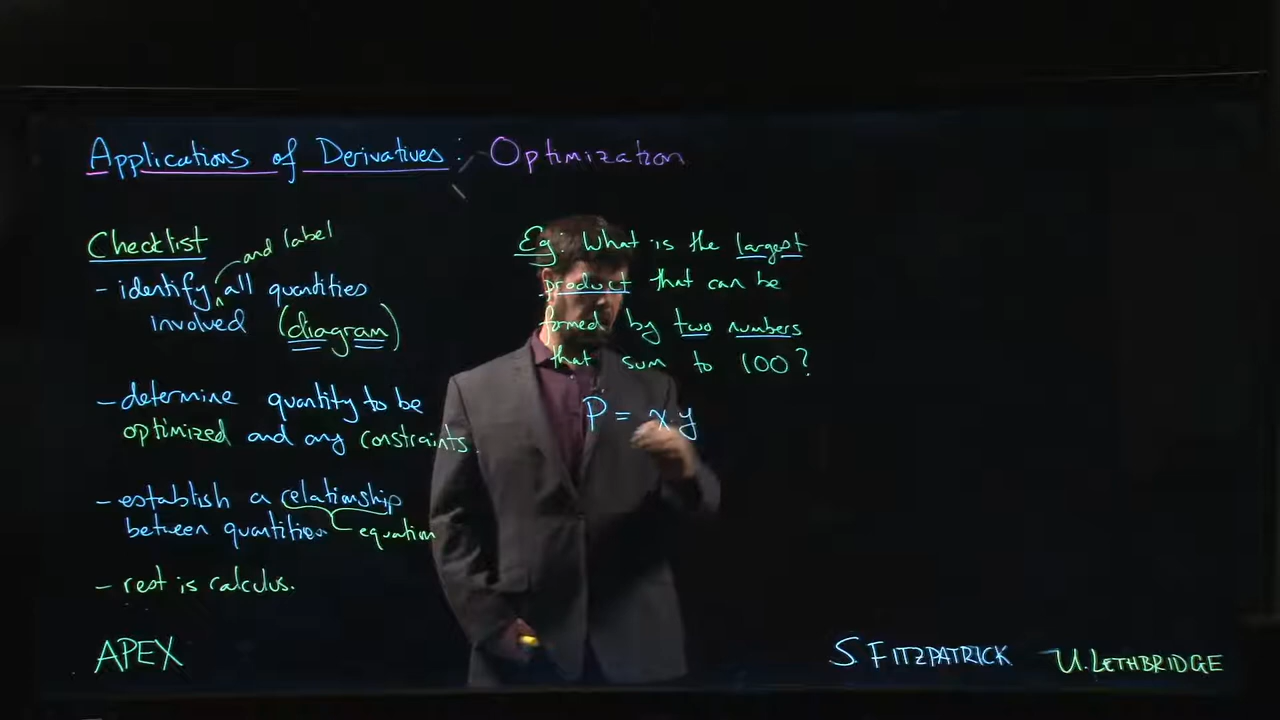 Applications of Derivatives: Optimization
Checklist
and label
- identify all quantities
involved (diagram)
- determine quantity to be
optimized and any constraints.
- establish a relationship
between quantities equation
- rest is calculus.
APEX
Eg: What is the largest
product that can be
formed by two numbers
that sum to 100?
P = x.y
S. FITZPATRICK U. LETHBRIDGE